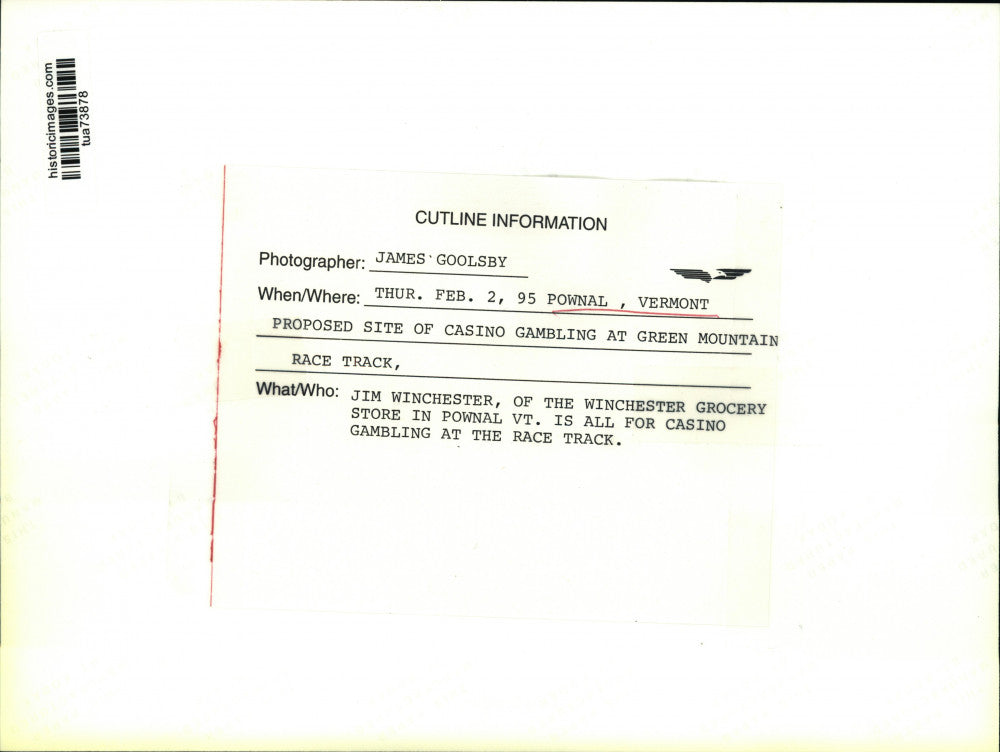 historicimages.com
tua73878
CUTLINE INFORMATION
Photographer: JAMES GOOLSBY
When/Where: THUR. FEB. 2, 95 POWNAL , VERMONT
PROPOSED SITE OF CASINO GAMBLING AT GREEN MOUNTAIN
RACE TRACK,
What/Who: JIM WINCHESTER, OF THE WINCHESTER GROCERY
STORE IN POWNAL VT. IS ALL FOR CASINO
GAMBLING AT THE RACE TRACK.